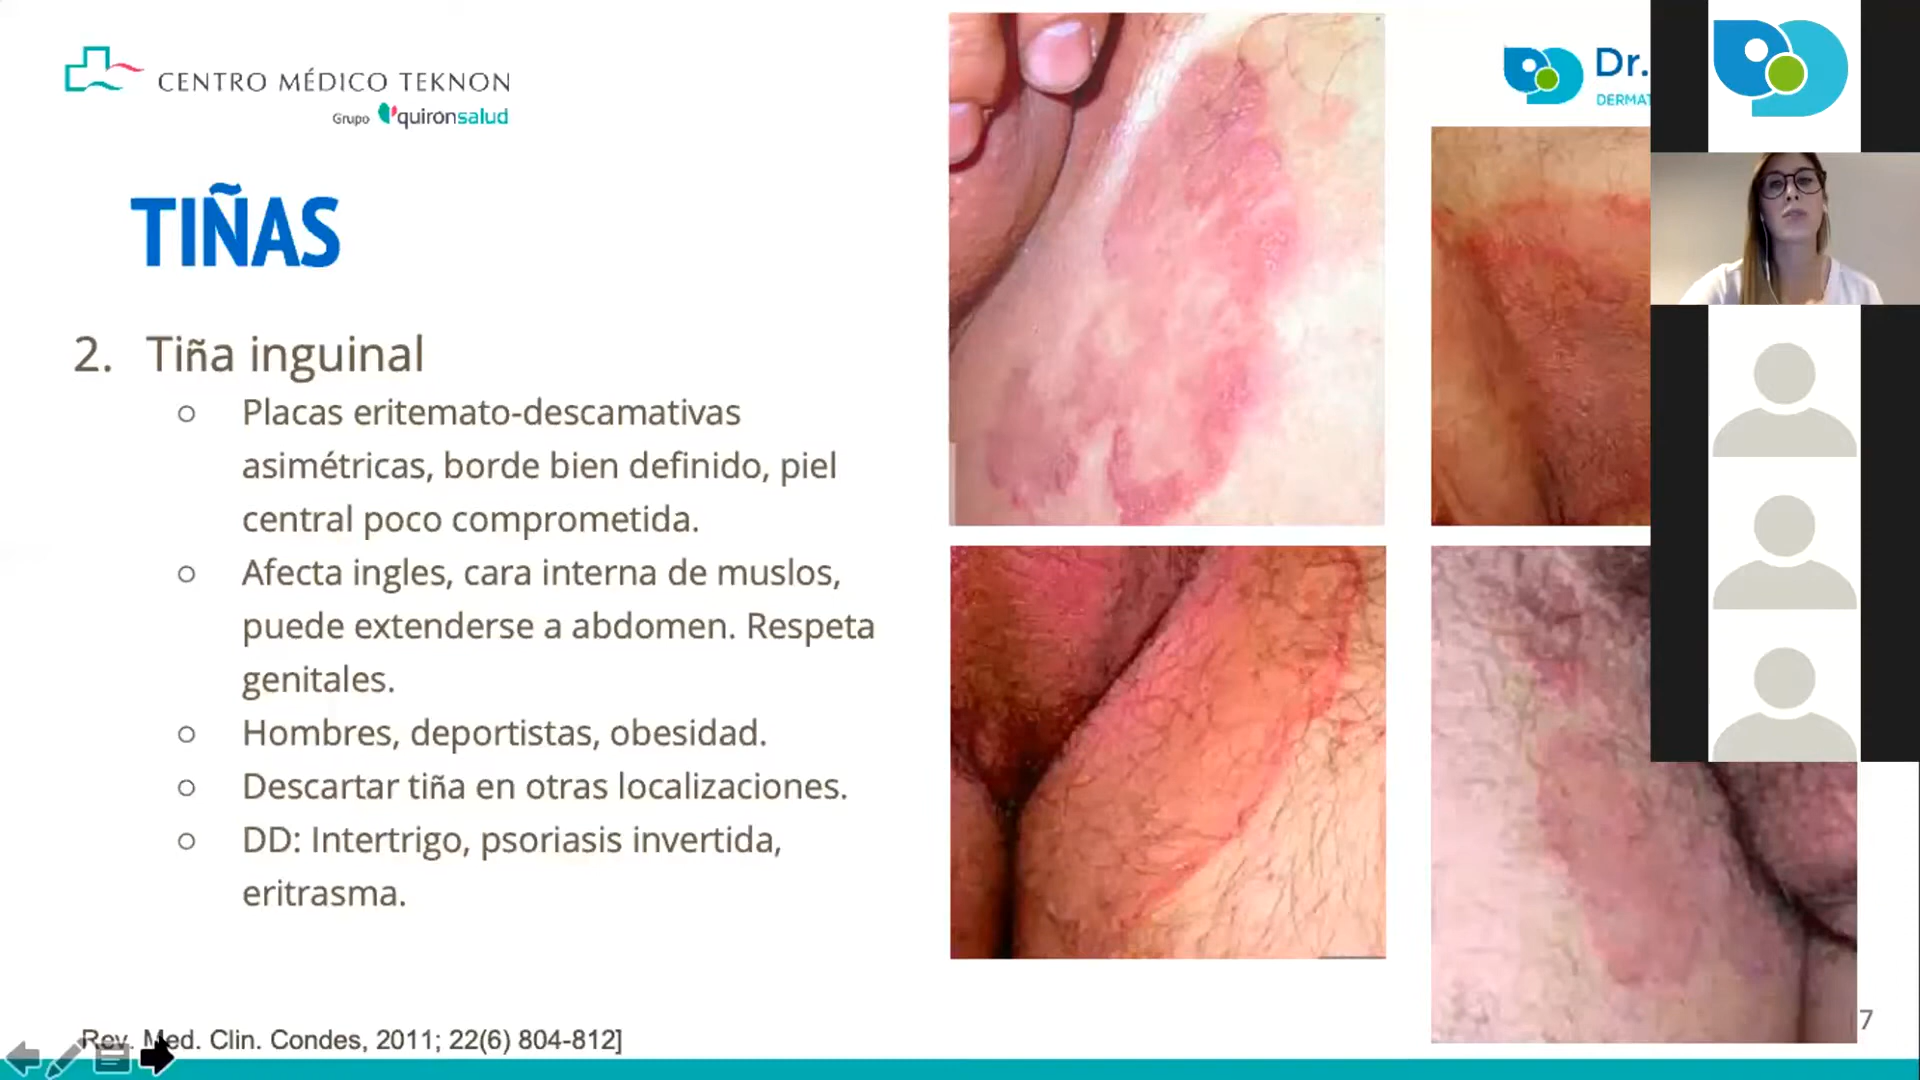 CENTRO MÉDICO TEKNON
Grupo quironsalud
Dr.
TIÑAS
2. Tiña inguinal
○ Placas eritemato-descamativas
asimétricas, borde bien definido, piel
central poco comprometida.
○ Afecta ingles, cara interna de muslos,
puede extenderse a abdomen. Respeta
genitales.
○ Hombres, deportistas, obesidad.
○ Descartar tiña en otras localizaciones.
○ DD: Intertrigo, psoriasis invertida,
eritrasma.
Rev. Med. Clin. Condes, 2011; 22(6) 804-812]
7